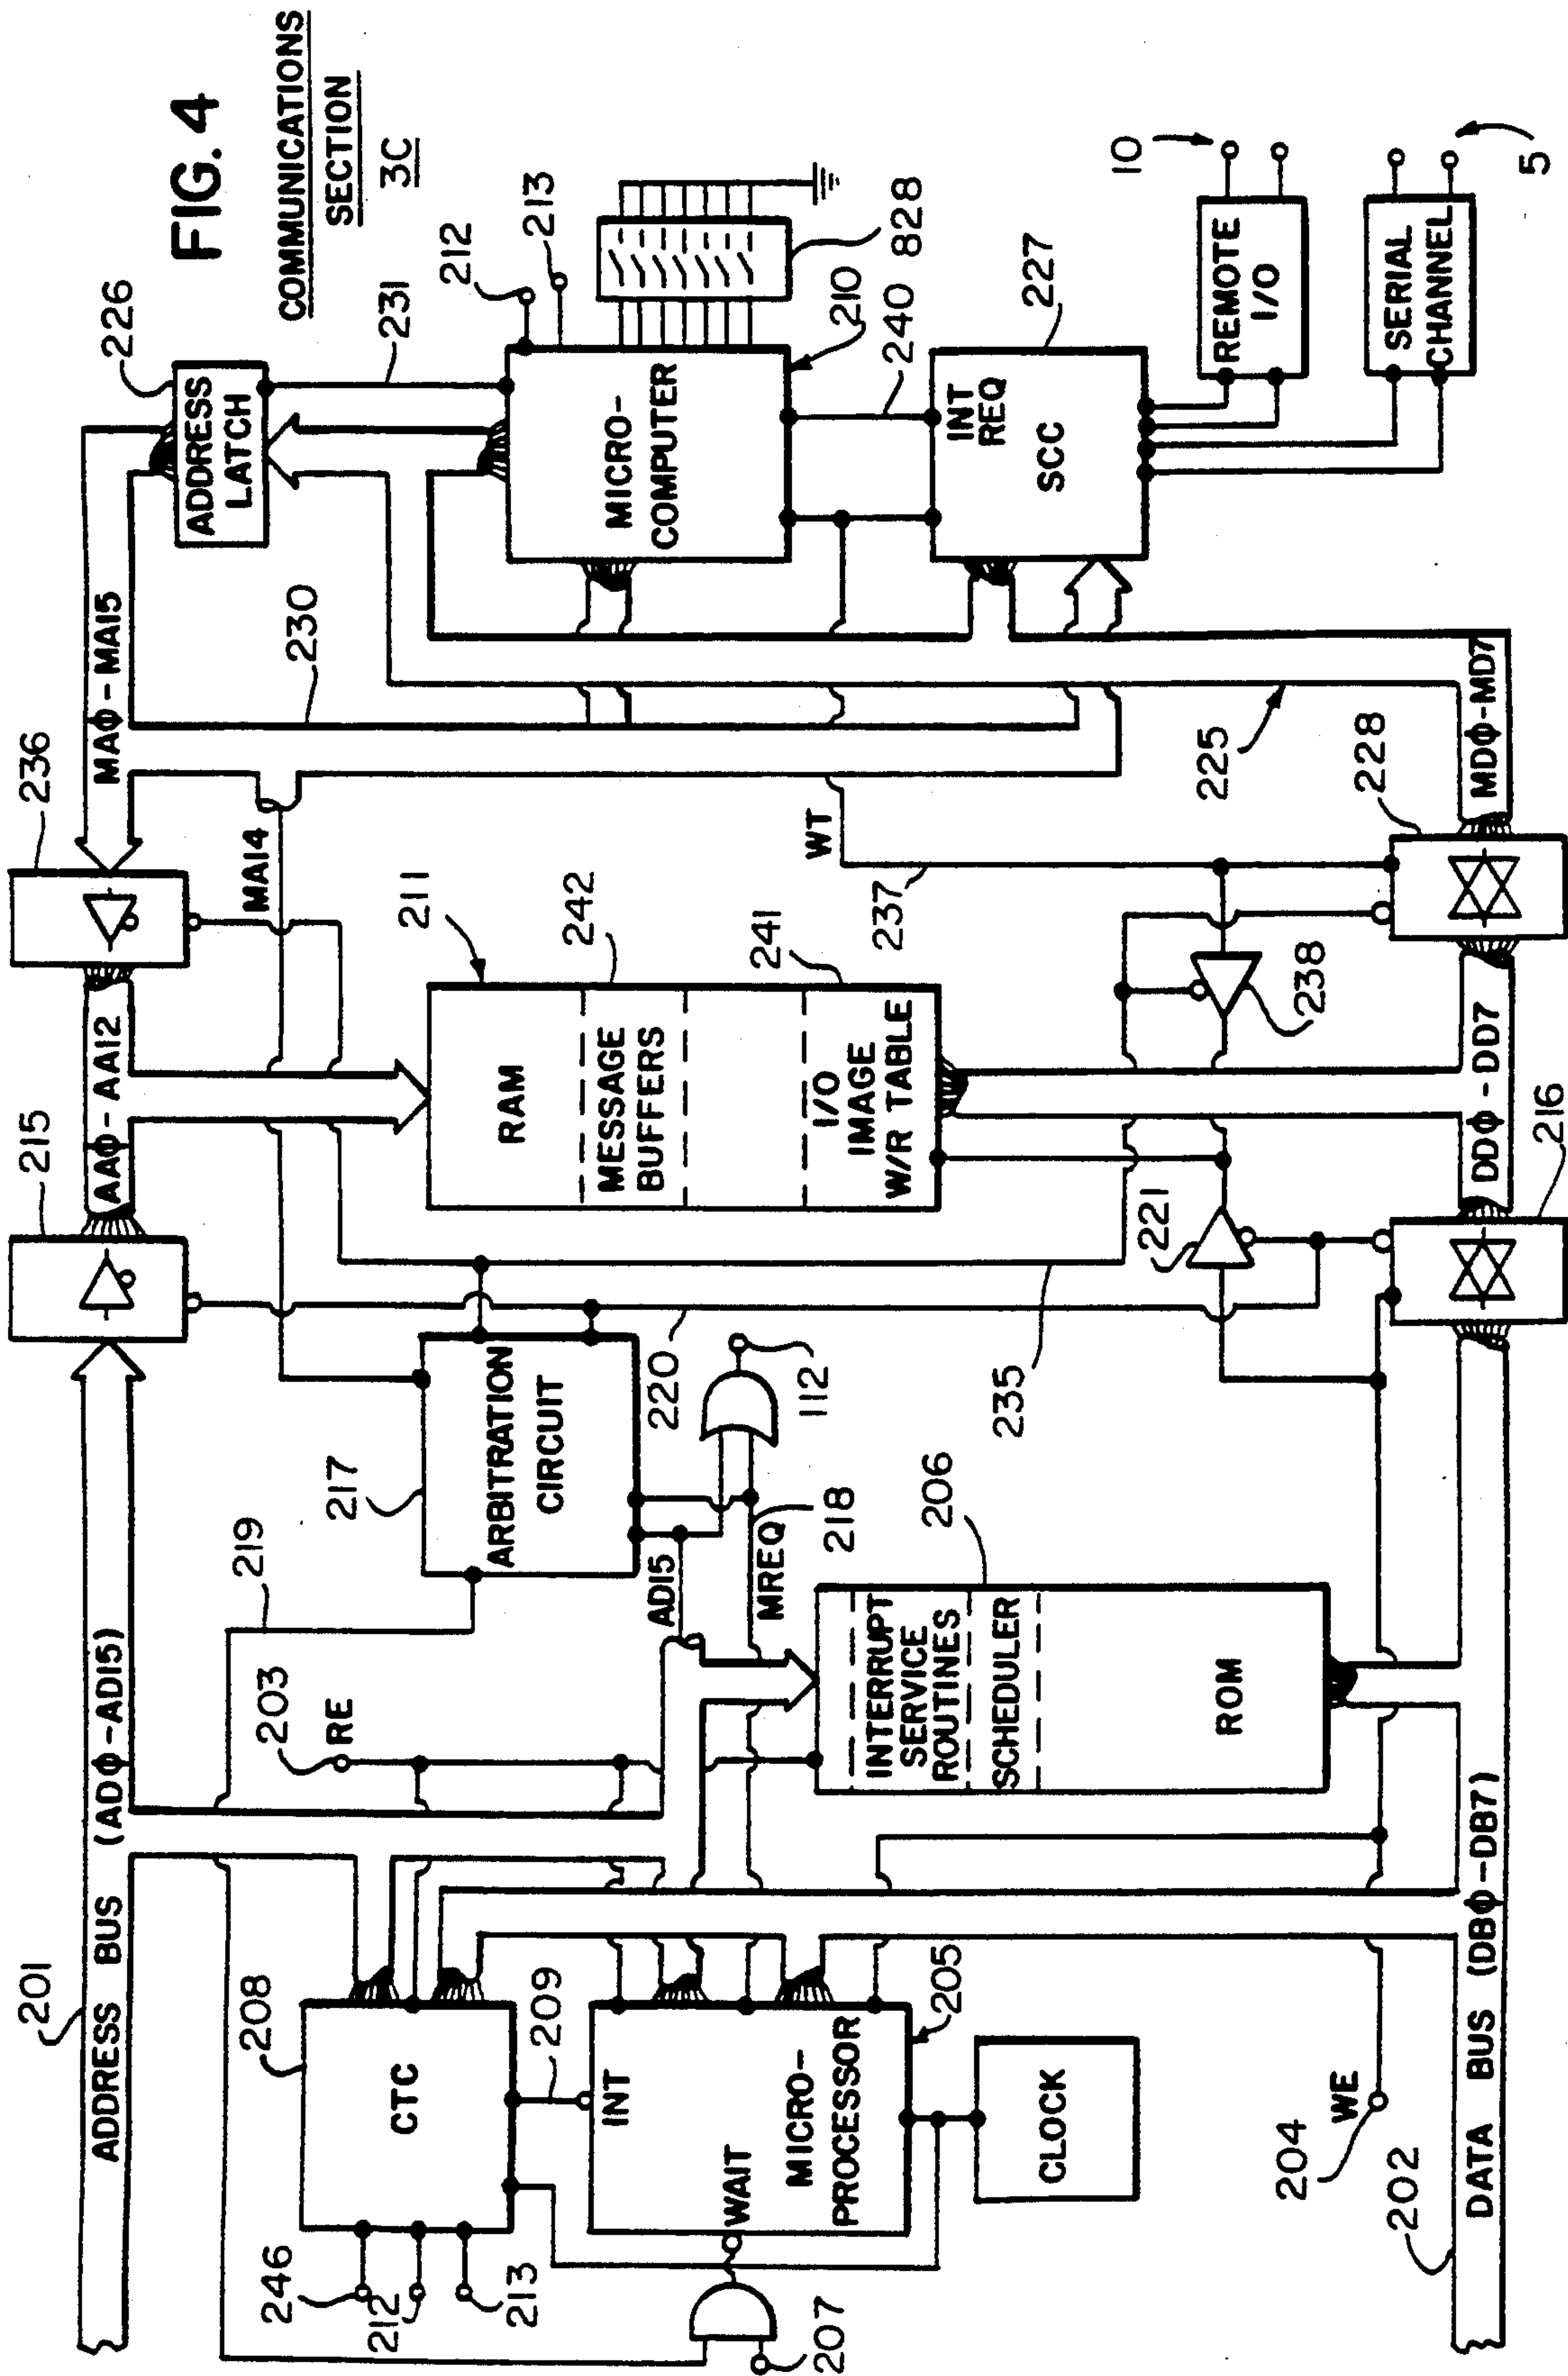 201
ADDRESS BUS (ADϕ-AD15)
215
AAϕ-AA12
236
MAϕ-MA15
226
ADDRESS
LATCH
FIG. 4
COMMUNICATIONS
SECTION
3C
219
203
RE
MA14
230
231
246
212
213
208
CTC
209
217
ARBITRATION
CIRCUIT
211
RAM
242
MESSAGE
BUFFERS
241
I/O
IMAGE
W/R TABLE
212
213
MICRO-
COMPUTER
828
210
207
WAIT
INT
MICRO-
PROCESSOR
205
AD15
MREQ
218
220
112
206
INTERRUPT
SERVICE
ROUTINES
SCHEDULER
ROM
235
WT
237
240
INT
REQ
SCC
227
CLOCK
221
238
225
10
REMOTE
I/O
204
WE
202
DATA BUS (DBϕ-DB7)
216
DDϕ-DD7
228
MDϕ-MD7
SERIAL
CHANNEL
5